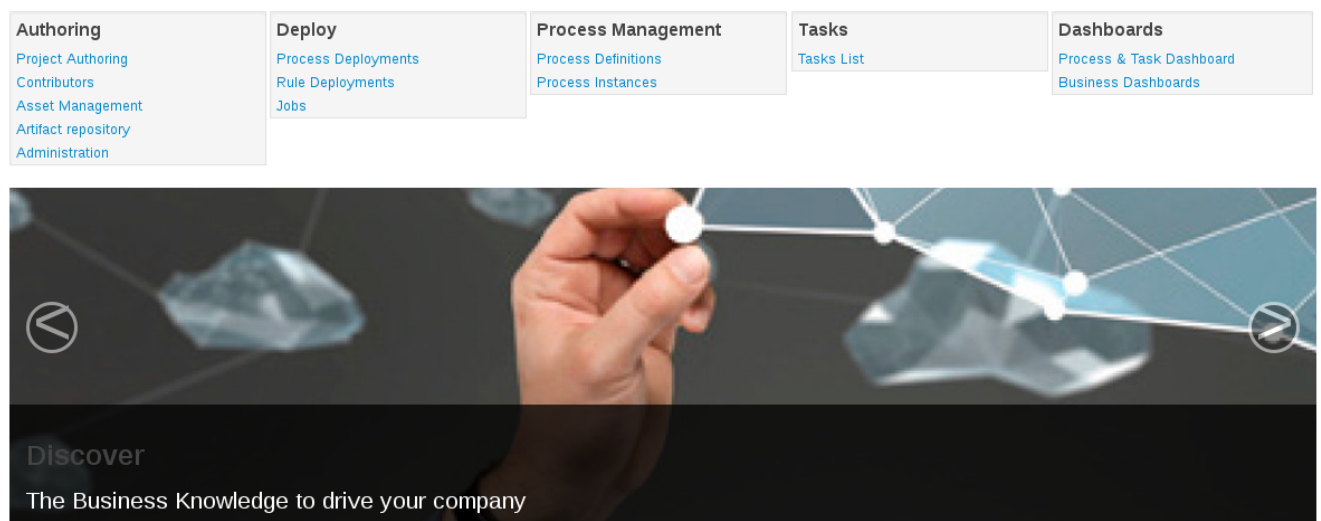 Authoring
Project Authoring
Contributors
Asset Management
Artifact repository
Administration
Deploy
Process Deployments
Rule Deployments
Jobs
Process Management
Process Definitions
Process Instances
Tasks
Tasks List
Dashboards
Process & Task Dashboard
Business Dashboards
<
>
Discover
The Business Knowledge to drive your company